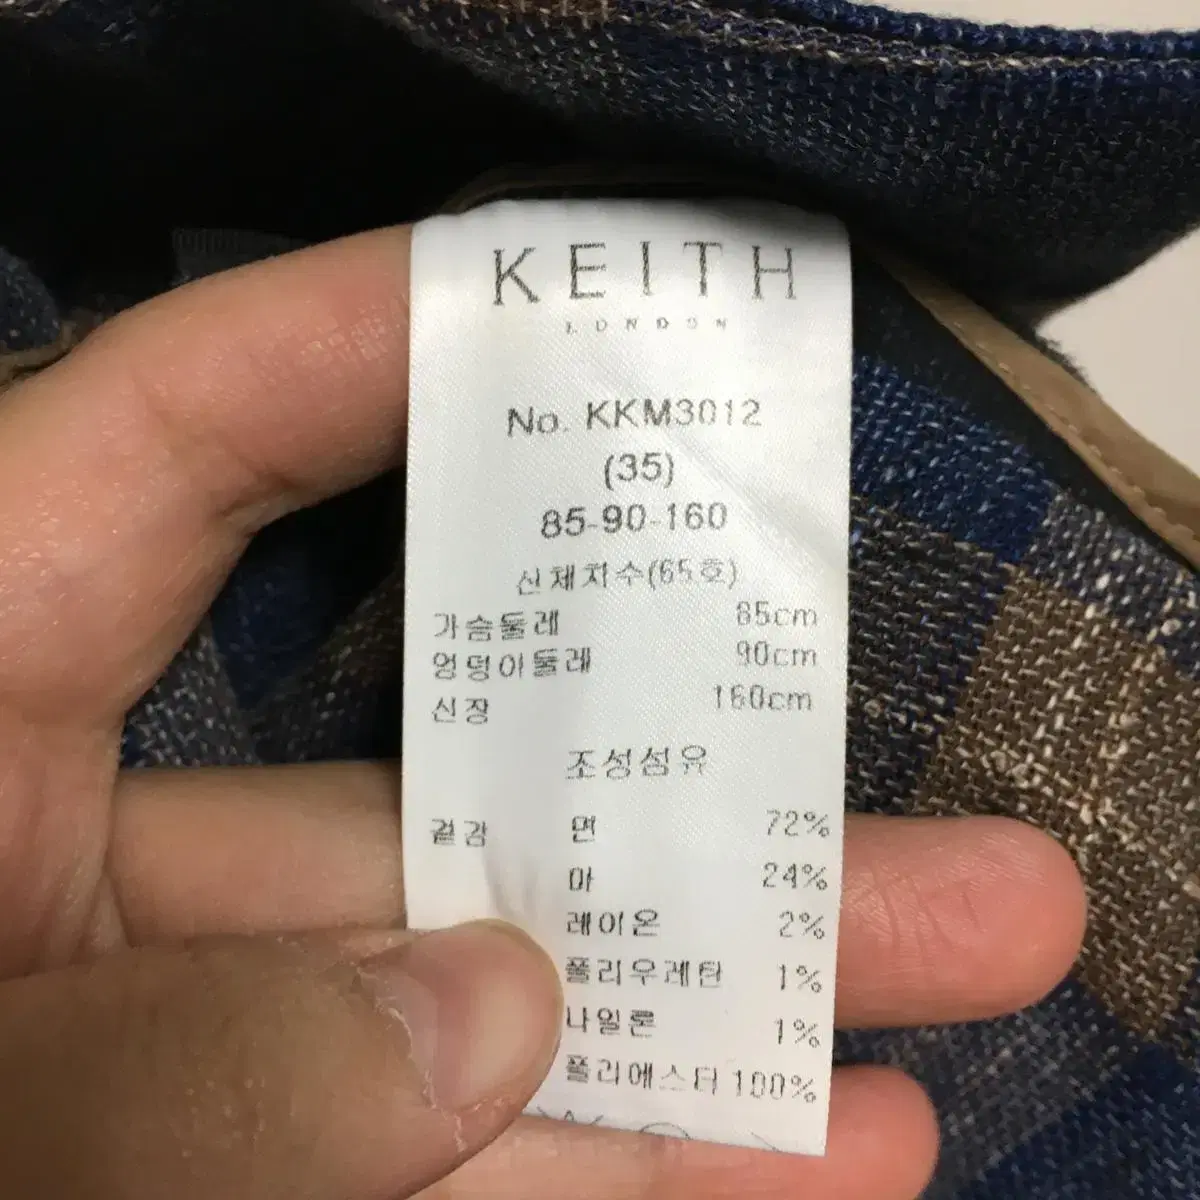 KEITH
LONDON
No. KKM3012
(35)
85-90-160
신체치수(65호)
가슴둘레 85cm
엉덩이둘레 90cm
신장 160cm
조성섬유
겉감 면 72%
마 24%
레이온 2%
폴리우레탄 1%
나일론 1%
폴리에스터 100%